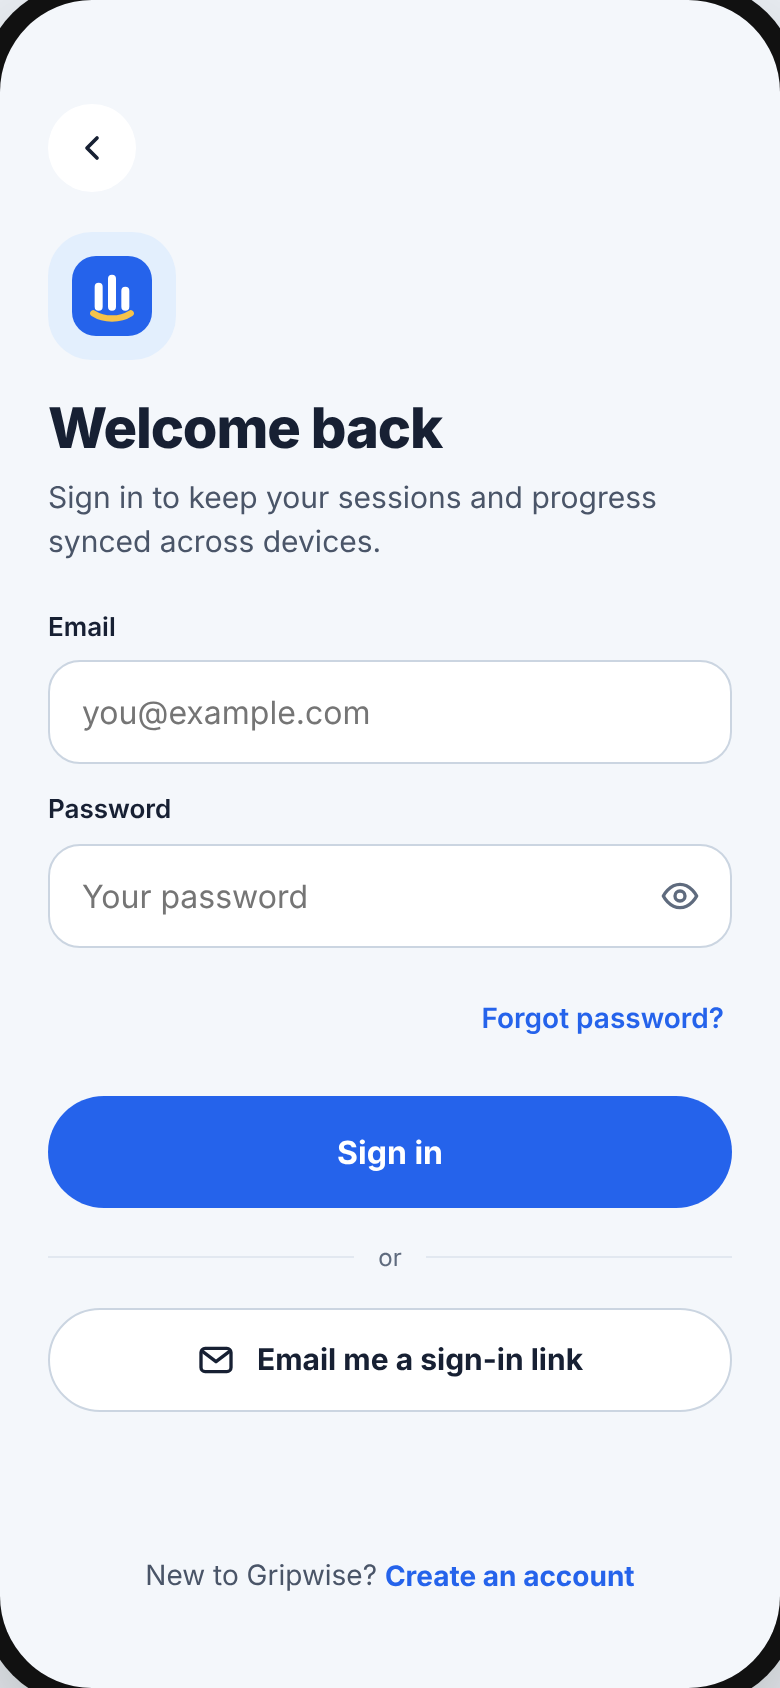 Welcome back
Sign in to keep your sessions and progress
synced across devices.
Email
you@example.com
Password
Your password
Forgot password?
Sign in
or
Email me a sign-in link
New to Gripwise? Create an account